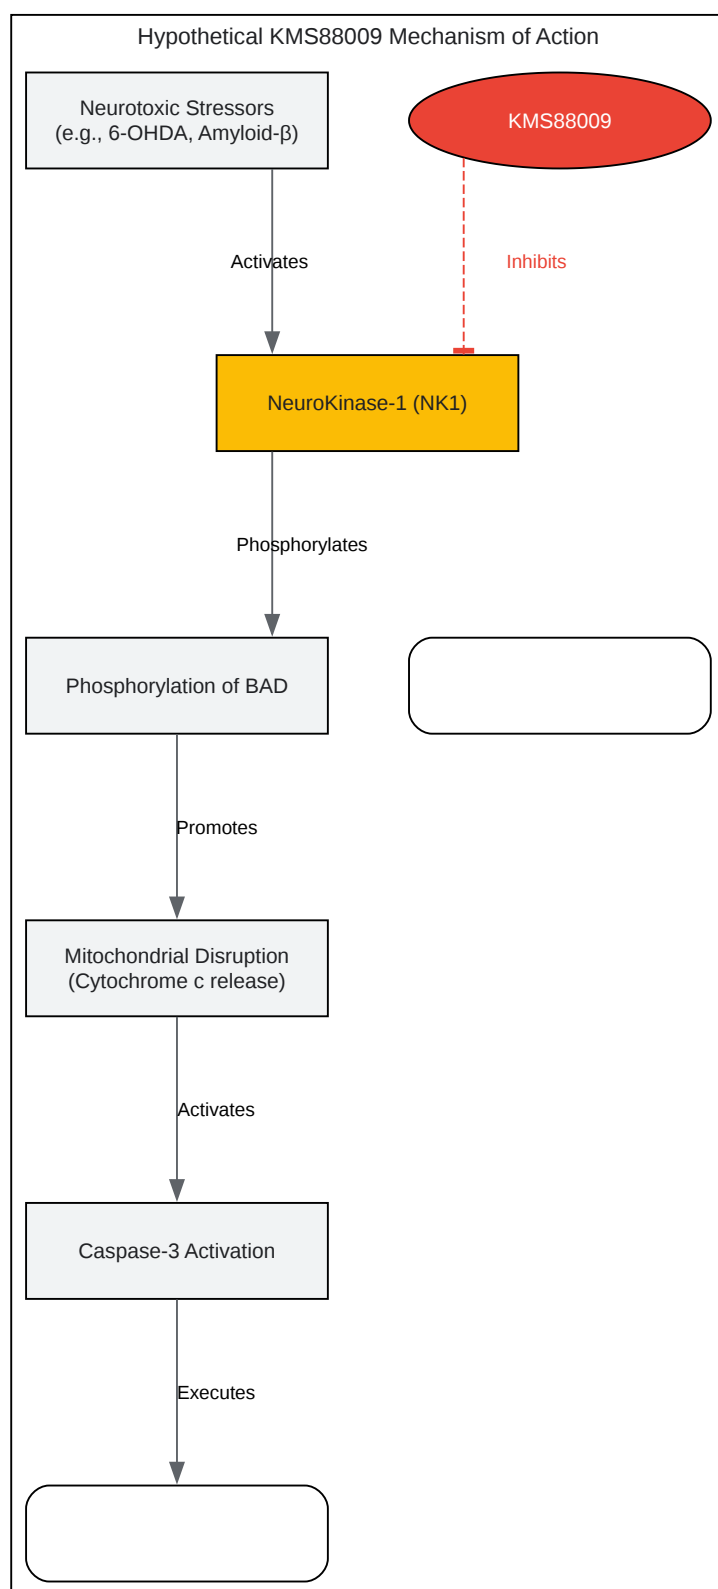 Hypothetical KMS88009 Mechanism of Action
Neurotoxic Stressors
(e.g., 6-OHDA, Amyloid-β)
KMS88009
Activates
Inhibits
NeuroKinase-1 (NK1)
Phosphorylates
Phosphorylation of BAD
Promotes
Mitochondrial Disruption
(Cytochrome c release)
Activates
Caspase-3 Activation
Executes